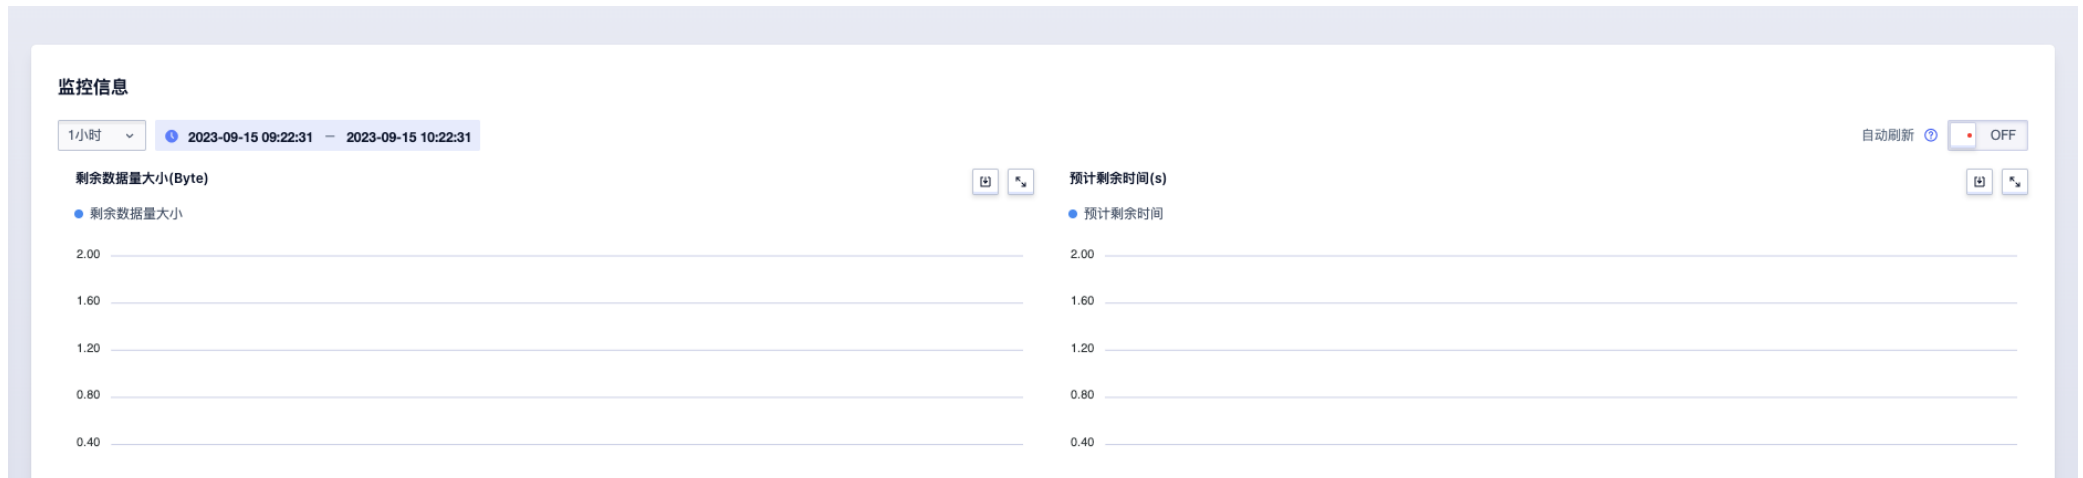 监控信息
1小时 2023-09-15 09:22:31 — 2023-09-15 10:22:31 自动刷新 OFF
剩余数据量大小(Byte)
剩余数据量大小
2.00
1.60
1.20
0.80
0.40
预计剩余时间(s)
预计剩余时间
2.00
1.60
1.20
0.80
0.40